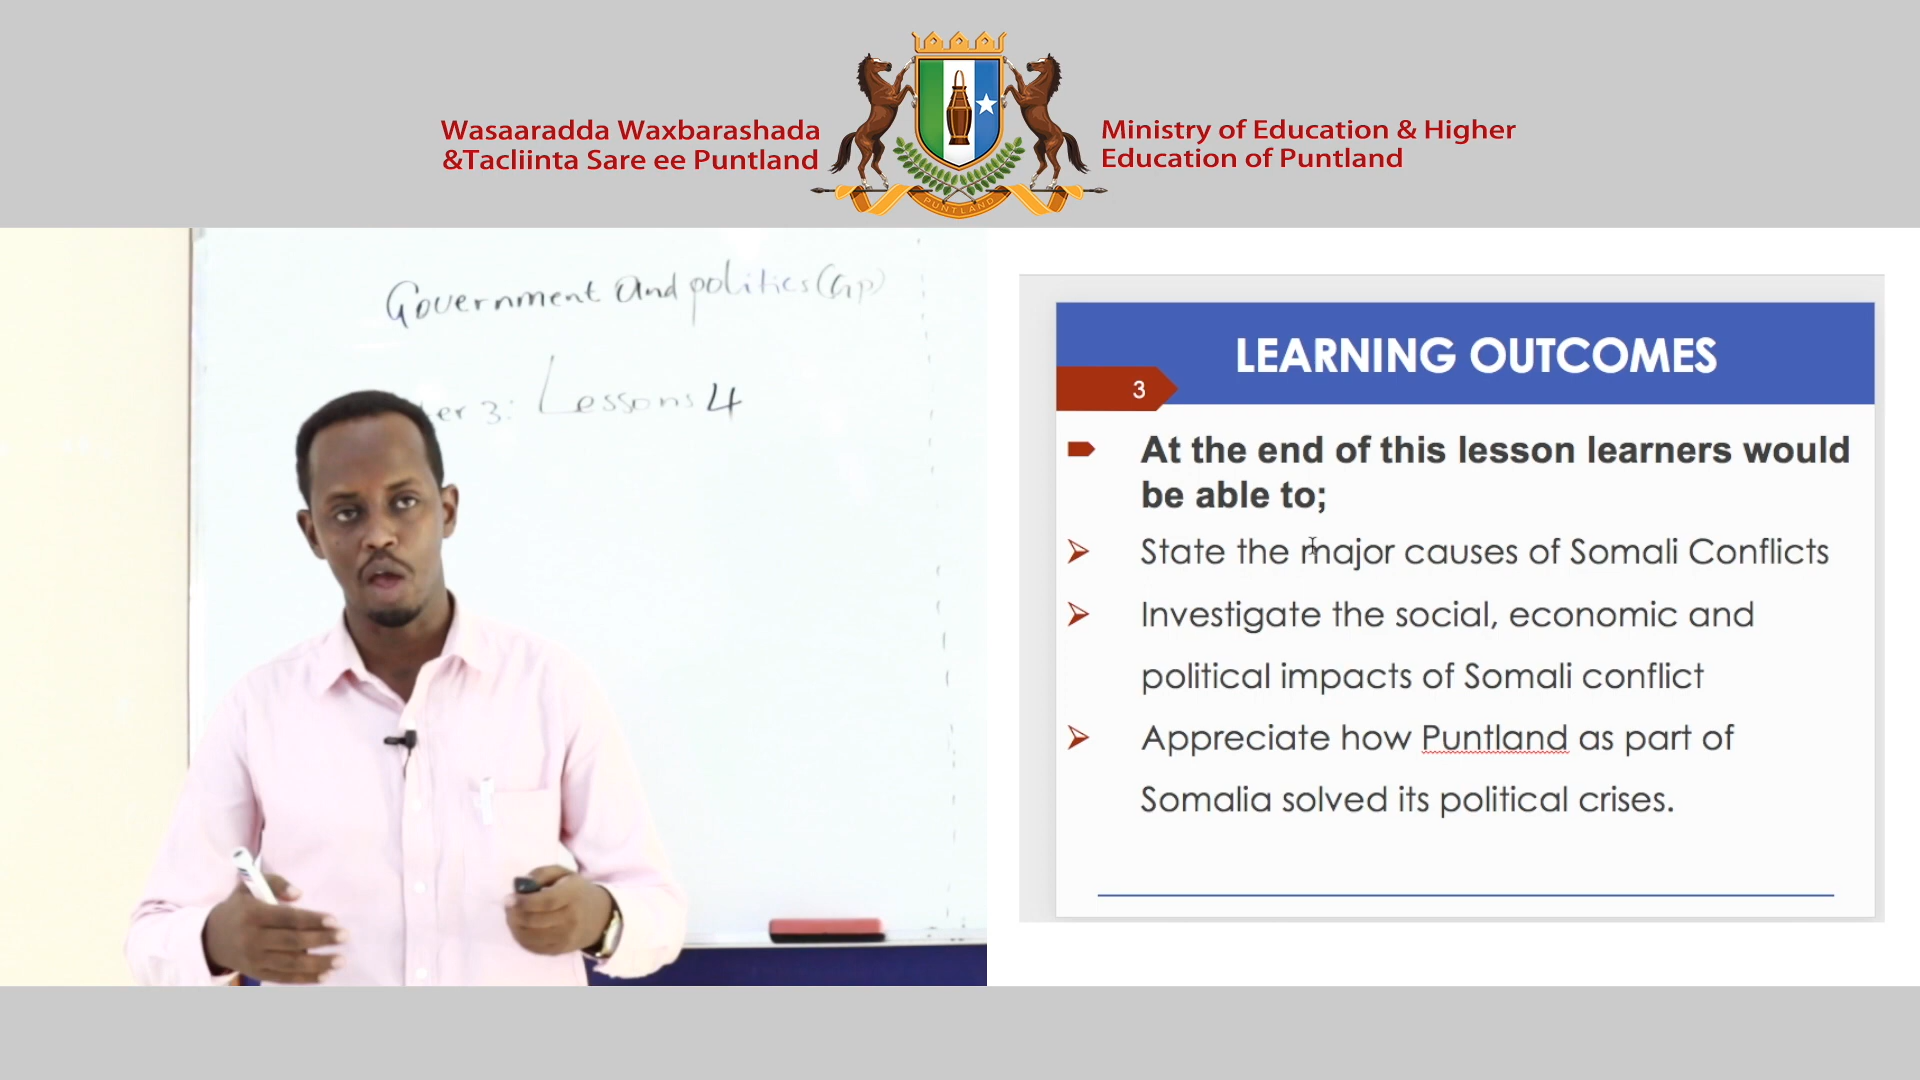 Wasaaradda Waxbarashada
&Tacliinta Sare ee Puntland
PUNTLAND
Ministry of Education & Higher
Education of Puntland
Government and politics (Gp)
3: Lessons 4
LEARNING OUTCOMES
3
At the end of this lesson learners would
be able to;
State the major causes of Somali Conflicts
Investigate the social, economic and
political impacts of Somali conflict
Appreciate how Puntland as part of
Somalia solved its political crises.